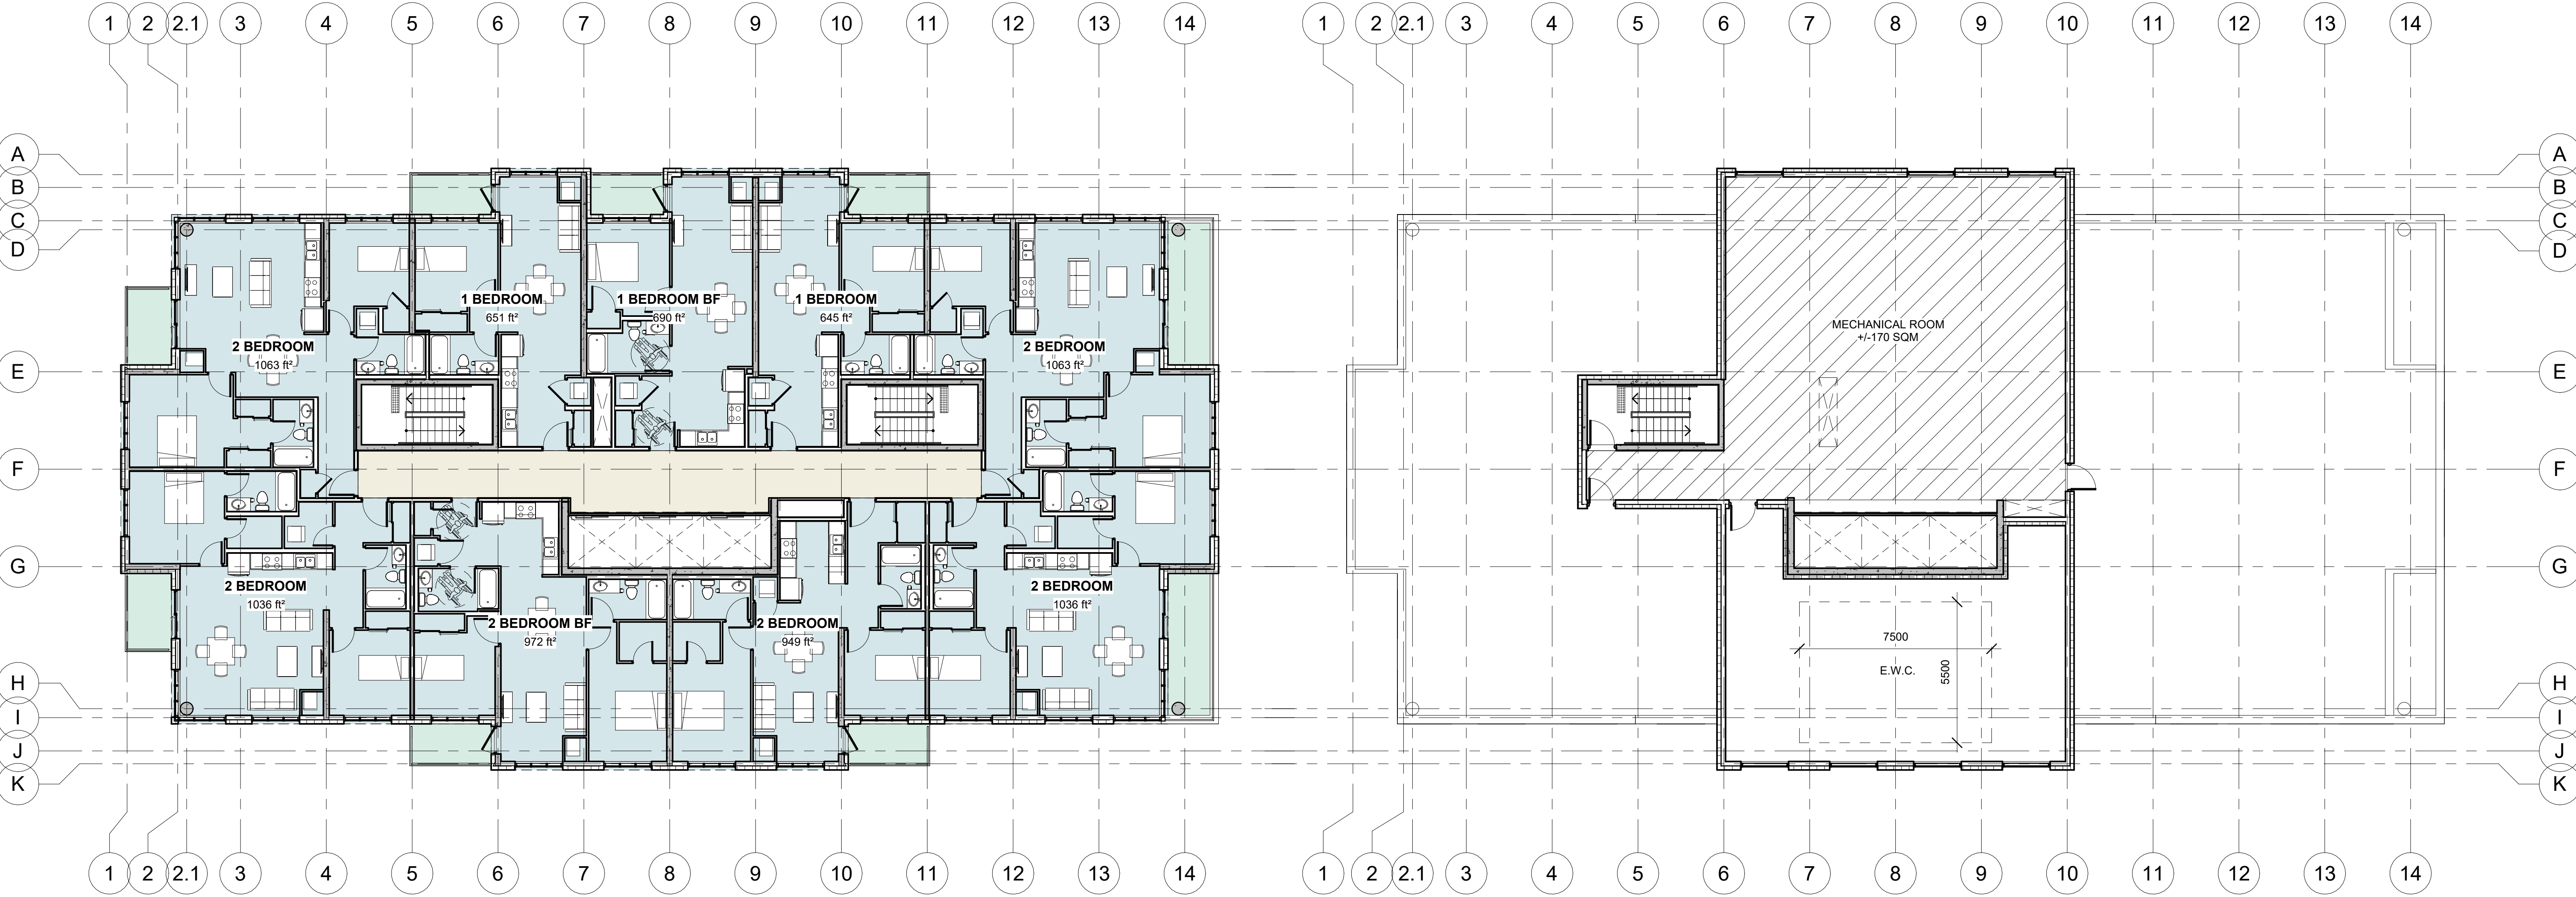 1 2 2.1 3 4 5 6 7 8 9 10 11 12 13 14
1 2 2.1 3 4 5 6 7 8 9 10 11 12 13 14
A
B
C
D
E
F
G
H
I
J
K
1 BEDROOM
651 ft²
1 BEDROOM BF
690 ft²
1 BEDROOM
645 ft²
2 BEDROOM
1063 ft²
2 BEDROOM
1063 ft²
2 BEDROOM
1036 ft²
2 BEDROOM BF
972 ft²
2 BEDROOM
949 ft²
2 BEDROOM
1036 ft²
MECHANICAL ROOM
+/-170 SQM
7500
5500
E.W.C.
A
B
C
D
E
F
G
H
I
J
K
1 2 2.1 3 4 5 6 7 8 9 10 11 12 13 14
1 2 2.1 3 4 5 6 7 8 9 10 11 12 13 14